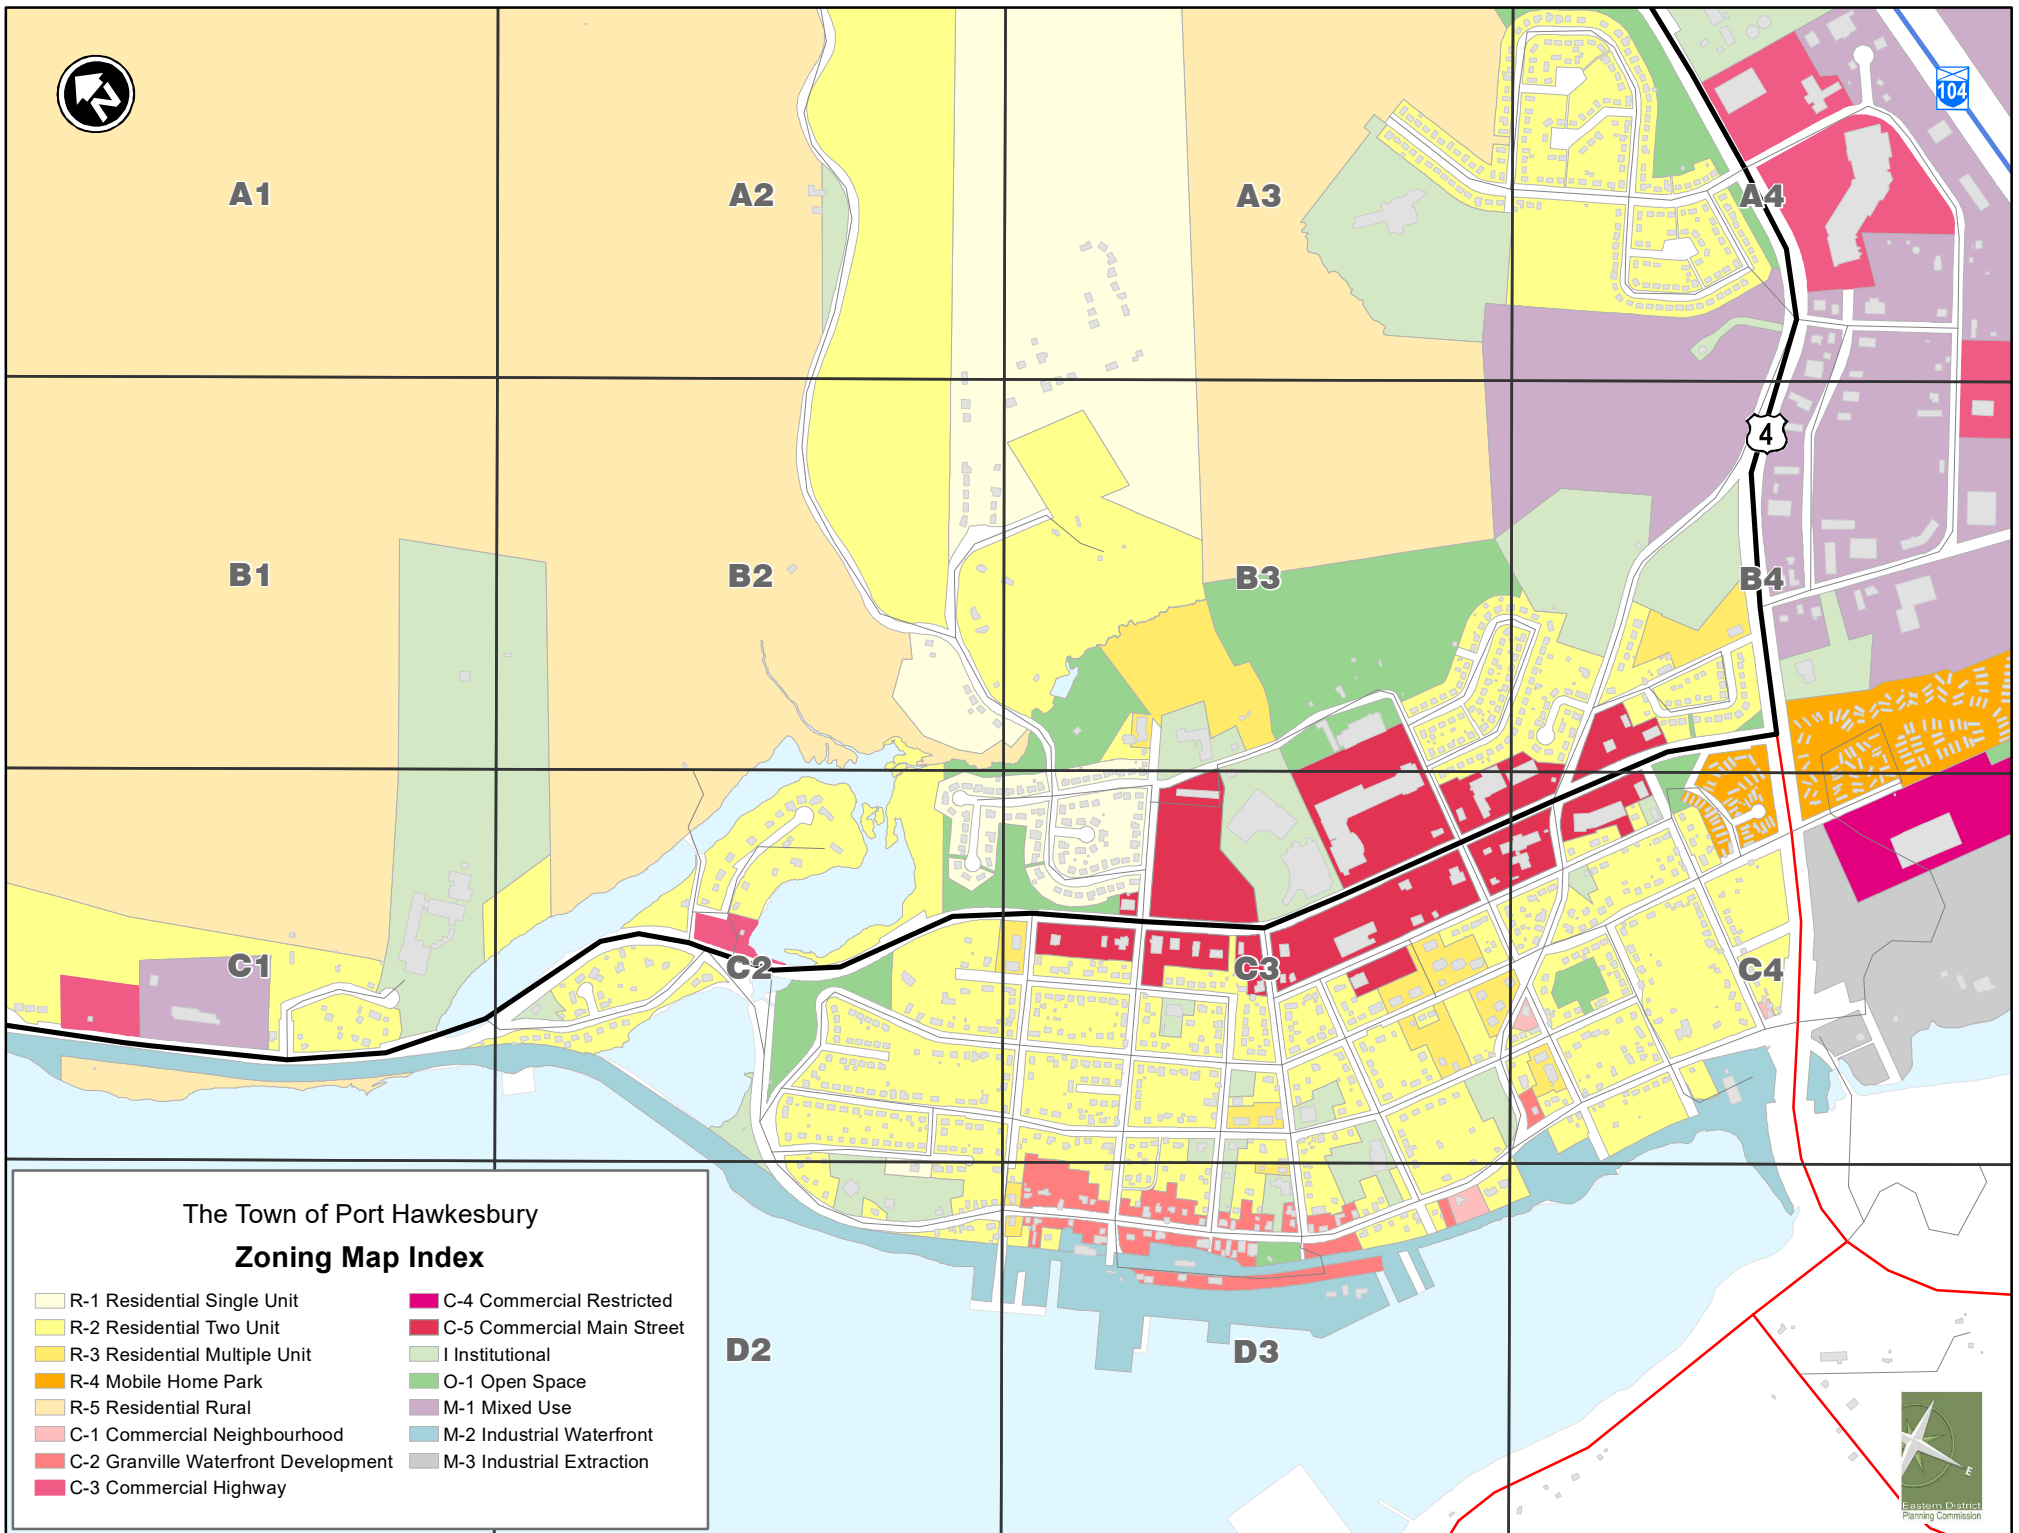 N
104
A1
A2
A3
A4
4
B1
B2
B3
B4
C1
C2
C3
C4
D2
D3
The Town of Port Hawkesbury
Zoning Map Index
R-1 Residential Single Unit
R-2 Residential Two Unit
R-3 Residential Multiple Unit
R-4 Mobile Home Park
R-5 Residential Rural
C-1 Commercial Neighbourhood
C-2 Granville Waterfront Development
C-3 Commercial Highway
C-4 Commercial Restricted
C-5 Commercial Main Street
I Institutional
O-1 Open Space
M-1 Mixed Use
M-2 Industrial Waterfront
M-3 Industrial Extraction
E
Eastern District
Planning Commission